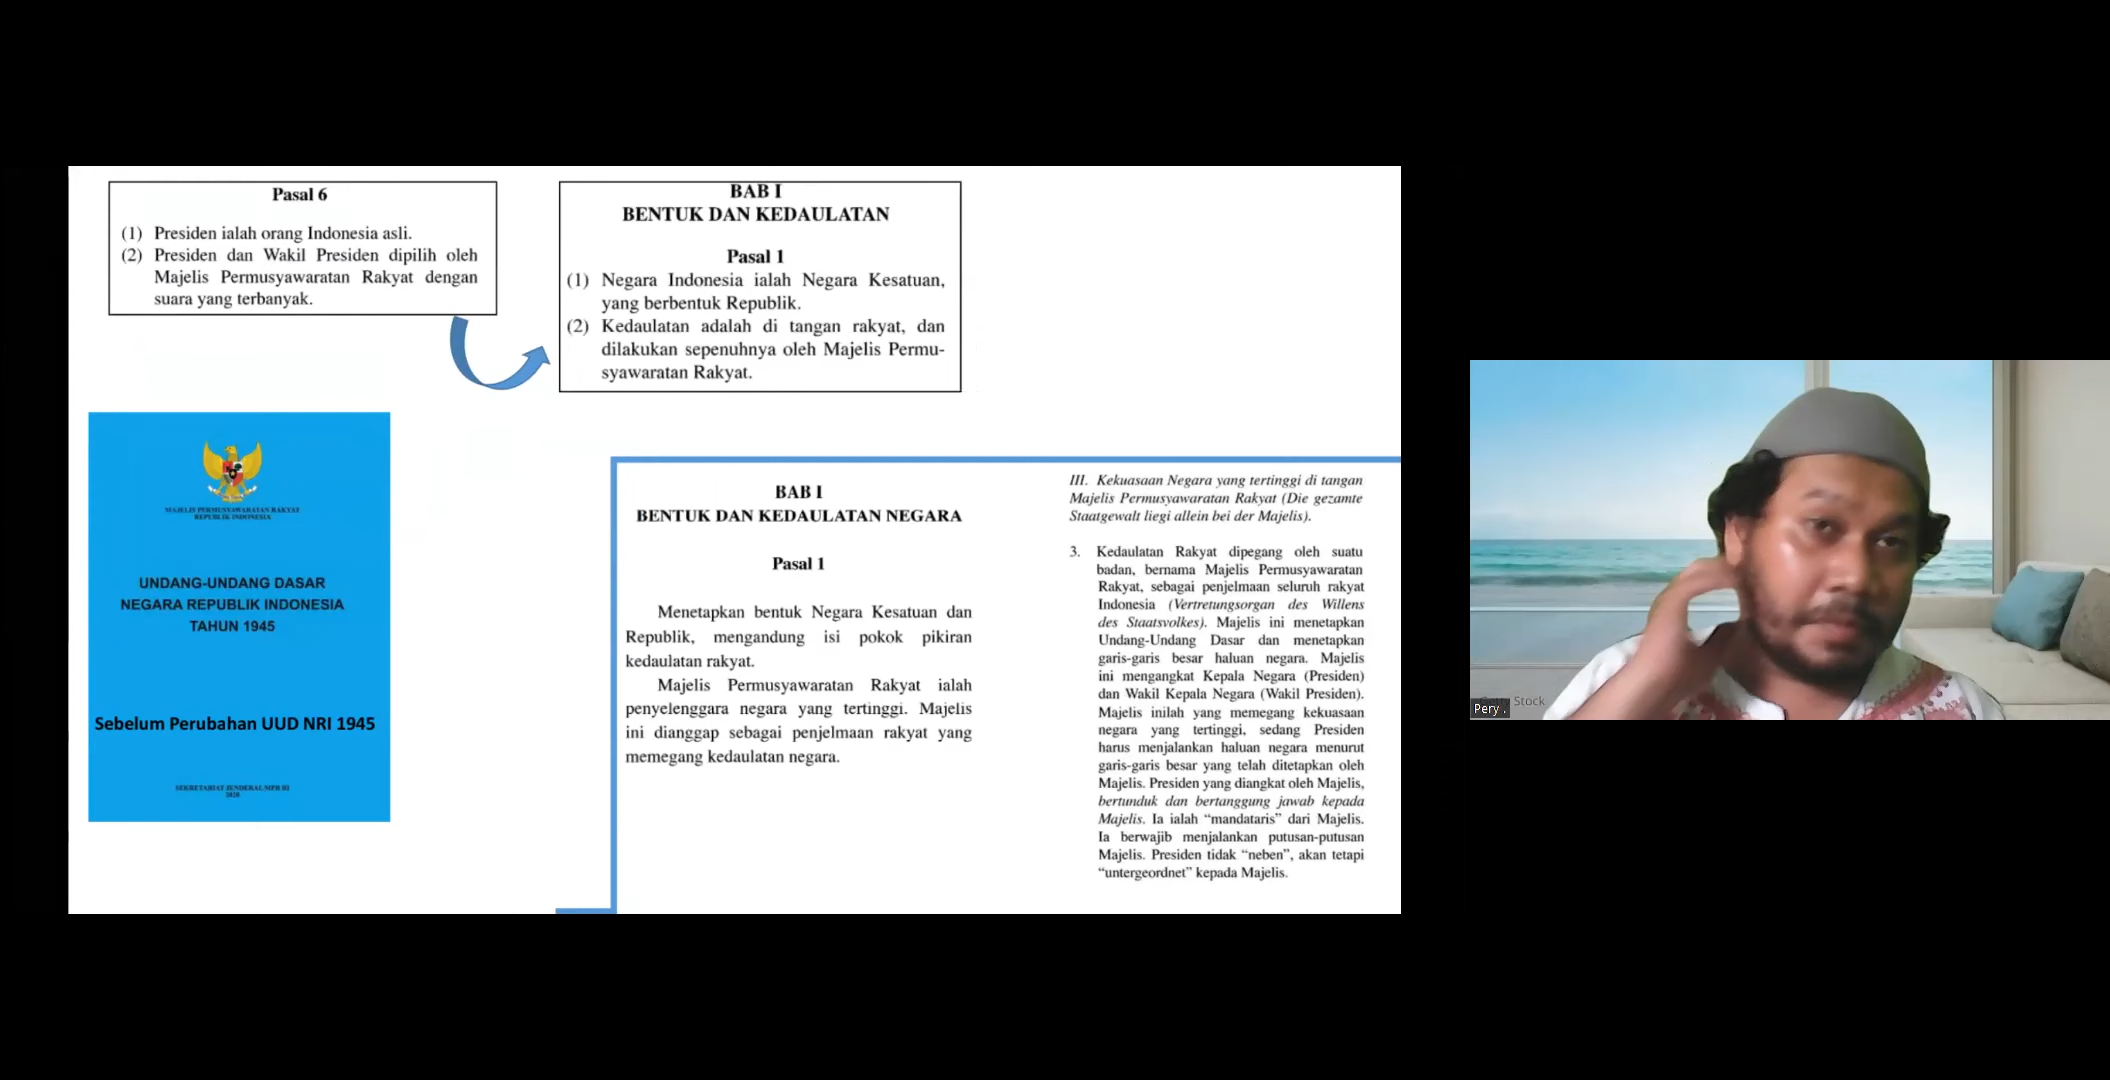 Pasal 6
(1) Presiden ialah orang Indonesia asli.
(2) Presiden dan Wakil Presiden dipilih oleh
Majelis Permusyawaratan Rakyat dengan
suara yang terbanyak.
BAB I
BENTUK DAN KEDAULATAN
Pasal 1
(1) Negara Indonesia ialah Negara Kesatuan,
yang berbentuk Republik.
(2) Kedaulatan adalah di tangan rakyat, dan
dilakukan sepenuhnya oleh Majelis Permu-
syawaratan Rakyat.
MAJELIS PERMUSYAWARATAN RAKYAT
REPUBLIK INDONESIA
UNDANG-UNDANG DASAR
NEGARA REPUBLIK INDONESIA
TAHUN 1945
Sebelum Perubahan UUD NRI 1945
SEKRETARIAT JENDERAL MPR RI
2020
BAB I
BENTUK DAN KEDAULATAN NEGARA
Pasal 1
Menetapkan bentuk Negara Kesatuan dan
Republik, mengandung isi pokok pikiran
kedaulatan rakyat.
Majelis Permusyawaratan Rakyat ialah
penyelenggara negara yang tertinggi. Majelis
ini dianggap sebagai penjelmaan rakyat yang
memegang kedaulatan negara.
III. Kekuasaan Negara yang tertinggi di tangan
Majelis Permusyawaratan Rakyat (Die gezamte
Staatgewalt liegi allein bei der Majelis).
3. Kedaulatan Rakyat dipegang oleh suatu
badan, bernama Majelis Permusyawaratan
Rakyat, sebagai penjelmaan seluruh rakyat
Indonesia (Vertretungsorgan des Willens
des Staatsvolkes). Majelis ini menetapkan
Undang-Undang Dasar dan menetapkan
garis-garis besar haluan negara. Majelis
ini mengangkat Kepala Negara (Presiden)
dan Wakil Kepala Negara (Wakil Presiden).
Majelis inilah yang memegang kekuasaan
negara yang tertinggi, sedang Presiden
harus menjalankan haluan negara menurut
garis-garis besar yang telah ditetapkan oleh
Majelis. Presiden yang diangkat oleh Majelis,
bertunduk dan bertanggung jawab kepada
Majelis. Ia ialah “mandataris” dari Majelis.
Ia berwajib menjalankan putusan-putusan
Majelis. Presiden tidak “neben”, akan tetapi
“untergeordnet” kepada Majelis.
Stock
Pery .